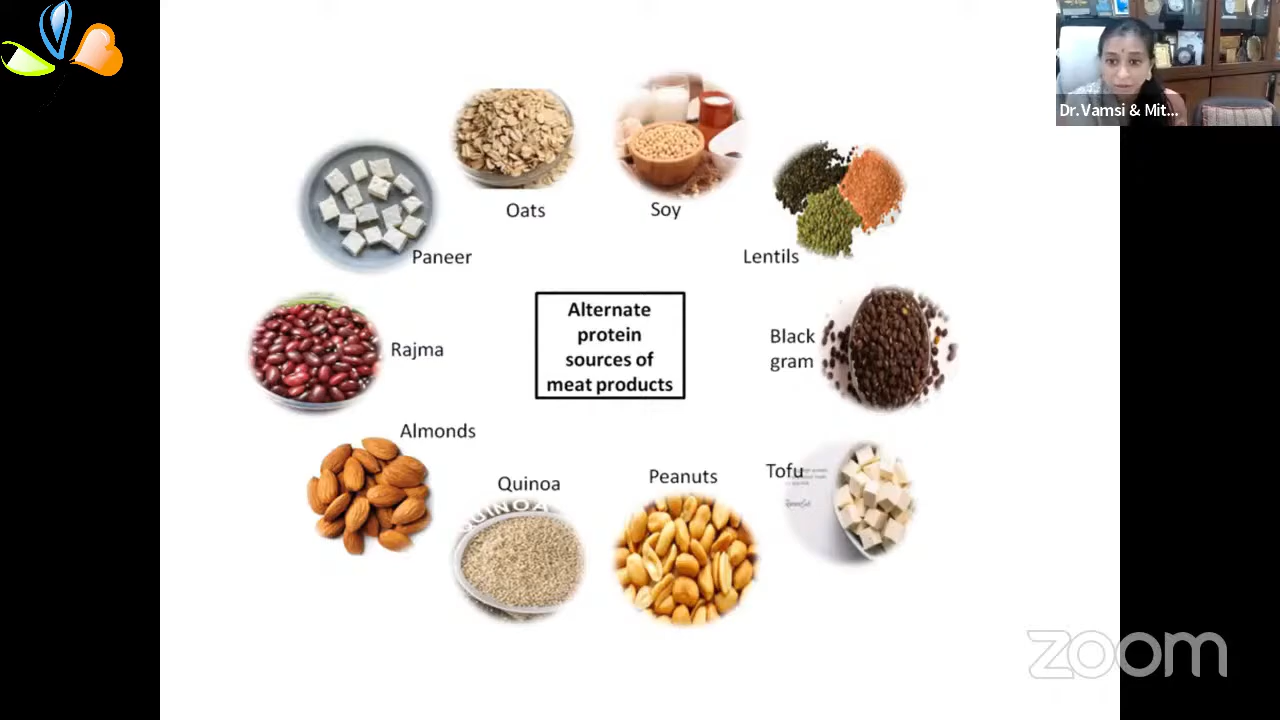 Dr.Vamsi & Mit...
Oats
Soy
Paneer
Lentils
Alternate
protein
sources of
meat products
Black
gram
Rajma
Almonds
Quinoa
Peanuts
Tofu
QUINOA
zoom